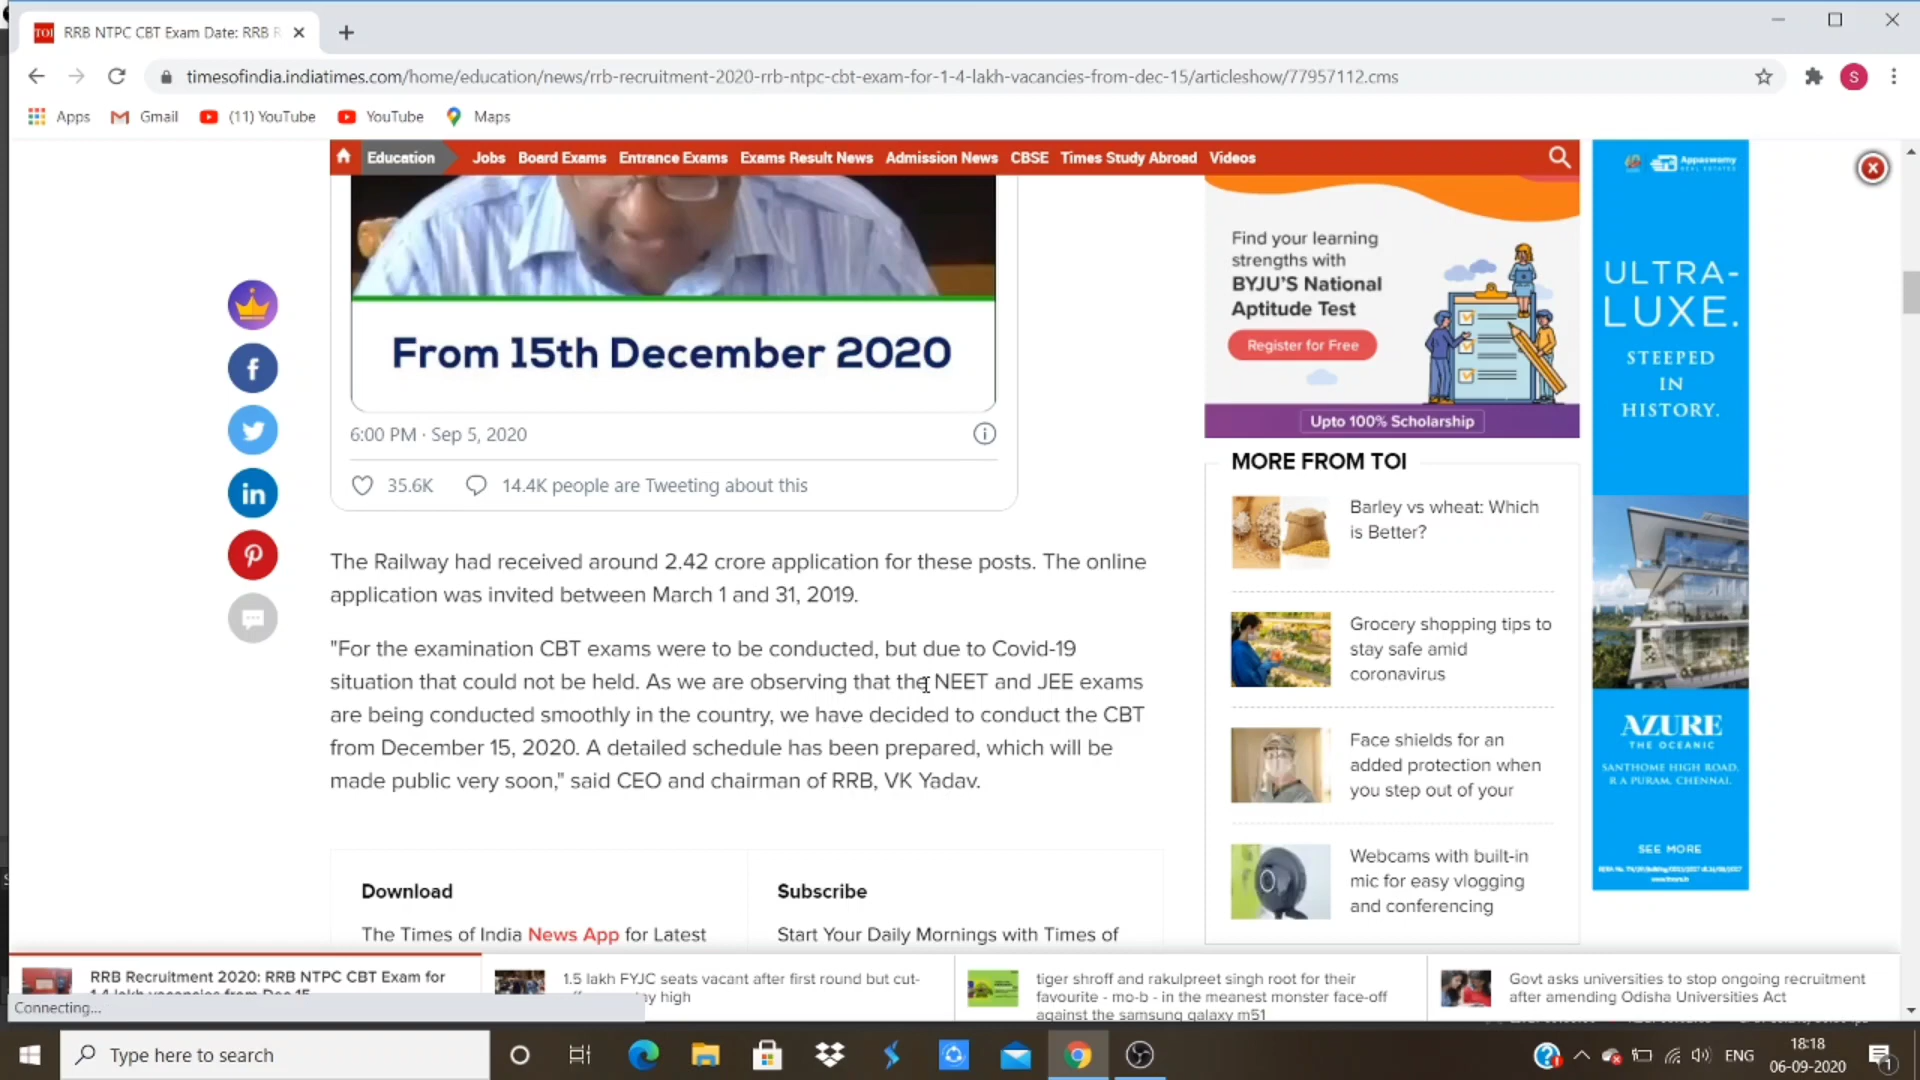 TOI RRB NTPC CBT Exam Date: RRB
timesofindia.indiatimes.com/home/education/news/rrb-recruitment-2020-rrb-ntpc-cbt-exam-for-1-4-lakh-vacancies-from-dec-15/articleshow/77957112.cms
S
Apps Gmail (11) YouTube YouTube Maps
Education Jobs Board Exams Entrance Exams Exams Result News Admission News CBSE Times Study Abroad Videos
From 15th December 2020
6:00 PM · Sep 5, 2020
35.6K 14.4K people are Tweeting about this
The Railway had received around 2.42 crore application for these posts. The online
application was invited between March 1 and 31, 2019.
"For the examination CBT exams were to be conducted, but due to Covid-19
situation that could not be held. As we are observing that the NEET and JEE exams
are being conducted smoothly in the country, we have decided to conduct the CBT
from December 15, 2020. A detailed schedule has been prepared, which will be
made public very soon," said CEO and chairman of RRB, VK Yadav.
Download
The Times of India News App for Latest
Subscribe
Start Your Daily Mornings with Times of
Find your learning
strengths with
BYJU'S National
Aptitude Test
Register for Free
Upto 100% Scholarship
MORE FROM TOI
Barley vs wheat: Which
is Better?
Grocery shopping tips to
stay safe amid
coronavirus
Face shields for an
added protection when
you step out of your
Webcams with built-in
mic for easy vlogging
and conferencing
Appaswamy
REAL ESTATES
ULTRA-
LUXE.
STEEPED
IN
HISTORY.
AZURE
THE OCEANIC
SANTHOME HIGH ROAD,
R A PURAM, CHENNAI.
SEE MORE
RRB Recruitment 2020: RRB NTPC CBT Exam for
1.4 lakh vacancies from Dec 15
1.5 lakh FYJC seats vacant after first round but cut-
high
tiger shroff and rakulpreet singh root for their
favourite - mo-b - in the meanest monster face-off
against the samsung galaxy m51
Govt asks universities to stop ongoing recruitment
after amending Odisha Universities Act
Connecting...
Type here to search
ENG
18:18
06-09-2020
1